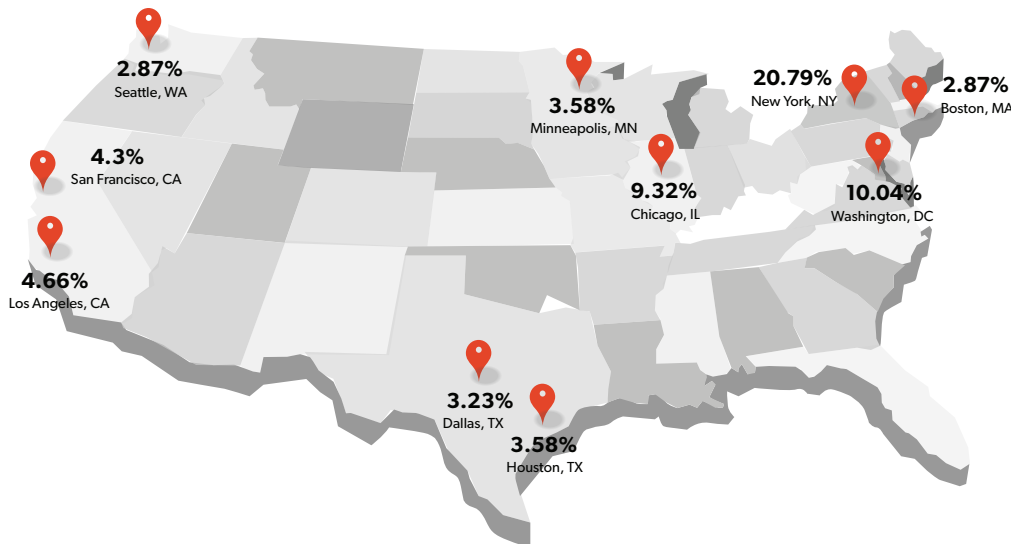 2.87%
Seattle, WA
3.58%
Minneapolis, MN
20.79%
New York, NY
2.87%
Boston, MA
4.3%
San Francisco, CA
9.32%
Chicago, IL
10.04%
Washington, DC
4.66%
Los Angeles, CA
3.23%
Dallas, TX
3.58%
Houston, TX